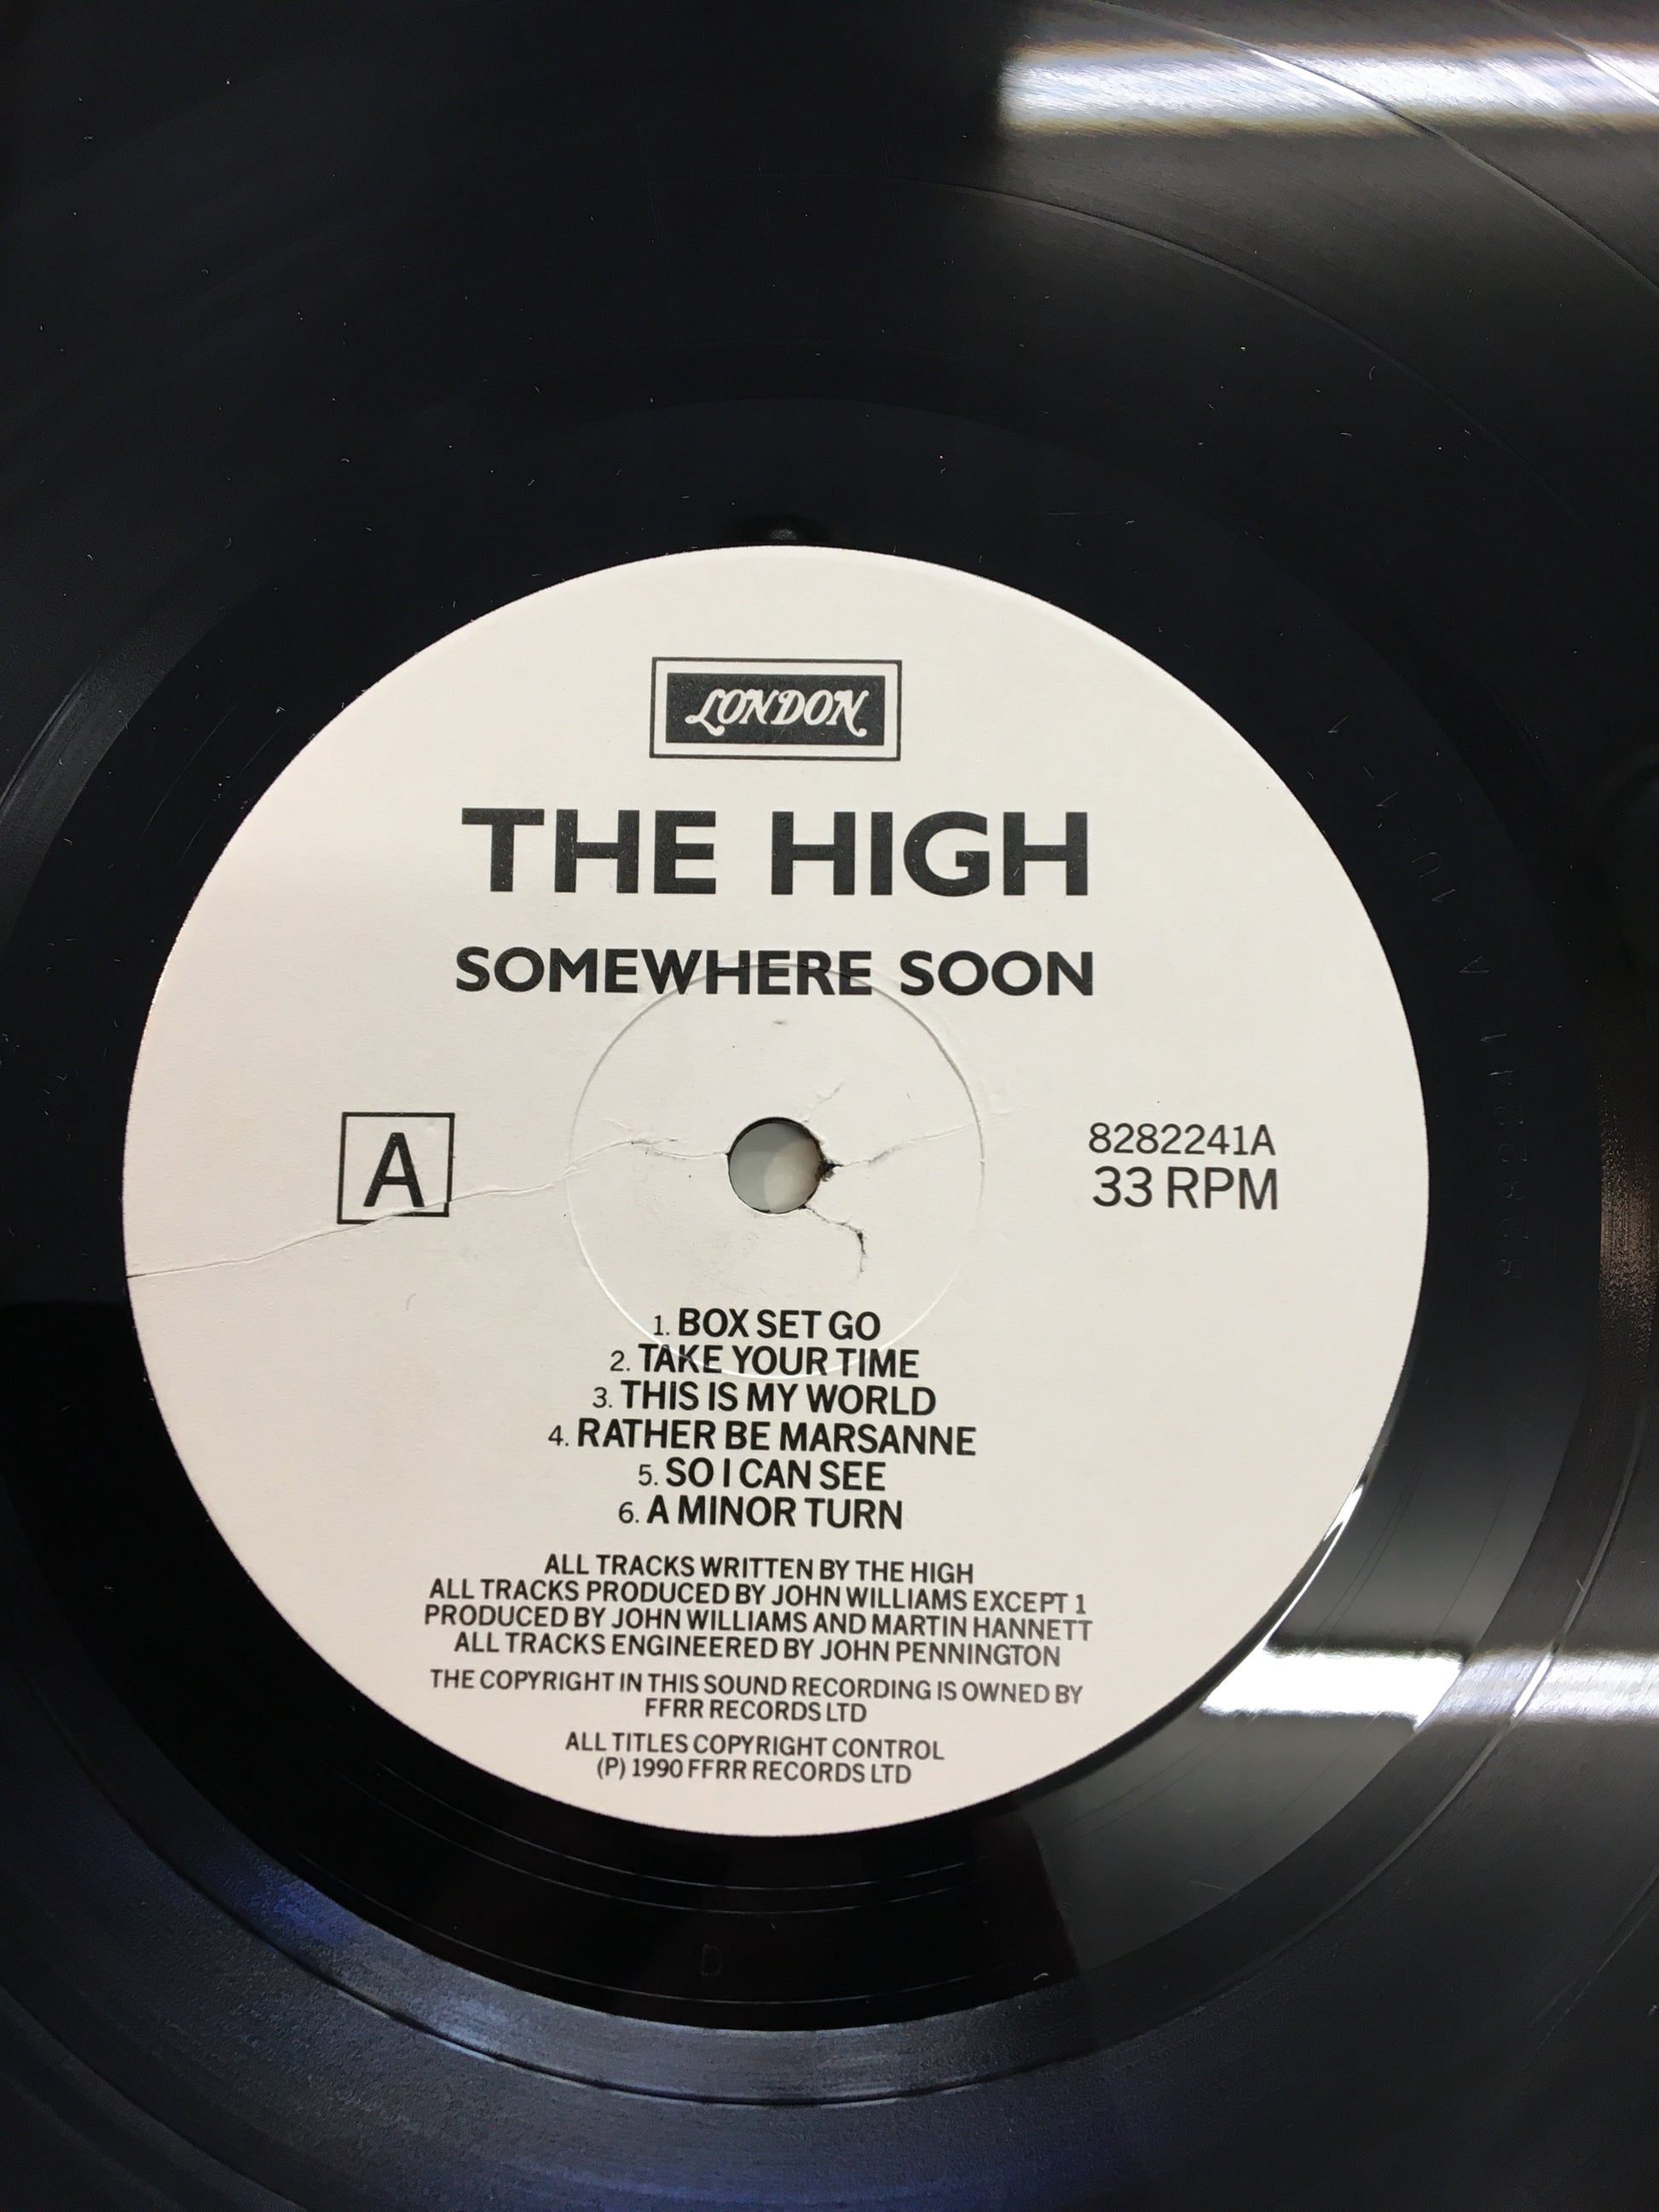 LONDON
THE HIGH
SOMEWHERE SOON
A
8282241A
33 RPM
1. BOX SET GO
2. TAKE YOUR TIME
3. THIS IS MY WORLD
4. RATHER BE MARSANNE
5. SO I CAN SEE
6. A MINOR TURN
ALL TRACKS WRITTEN BY THE HIGH
ALL TRACKS PRODUCED BY JOHN WILLIAMS EXCEPT 1
PRODUCED BY JOHN WILLIAMS AND MARTIN HANNETT
ALL TRACKS ENGINEERED BY JOHN PENNINGTON
THE COPYRIGHT IN THIS SOUND RECORDING IS OWNED BY
FFRR RECORDS LTD
ALL TITLES COPYRIGHT CONTROL
(P) 1990 FFRR RECORDS LTD